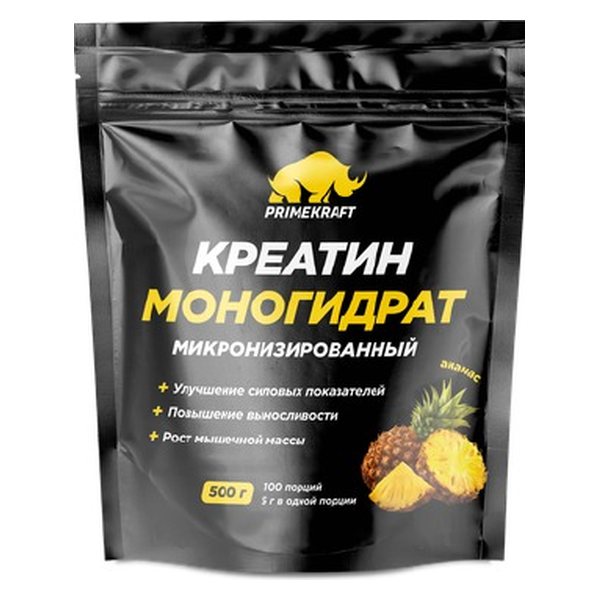 PRIMEKRAFT
КРЕАТИН
МОНОГИДРАТ
МИКРОНИЗИРОВАННЫЙ
ананас
+ Улучшение силовых показателей
+ Повышение выносливости
+ Рост мышечной массы
500 г
100 порций
5 г в одной порции